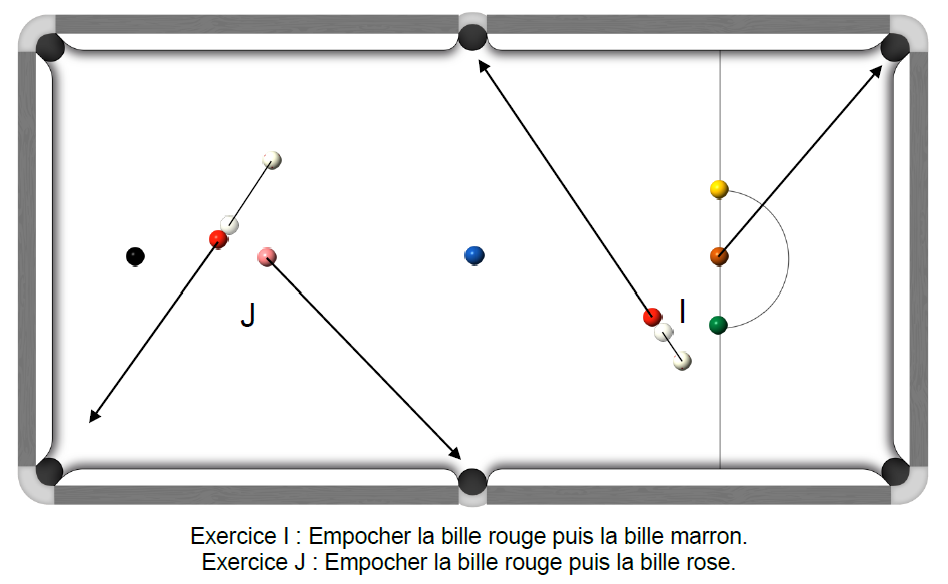 I
J
Exercice I : Empocher la bille rouge puis la bille marron.
Exercice J : Empocher la bille rouge puis la bille rose.